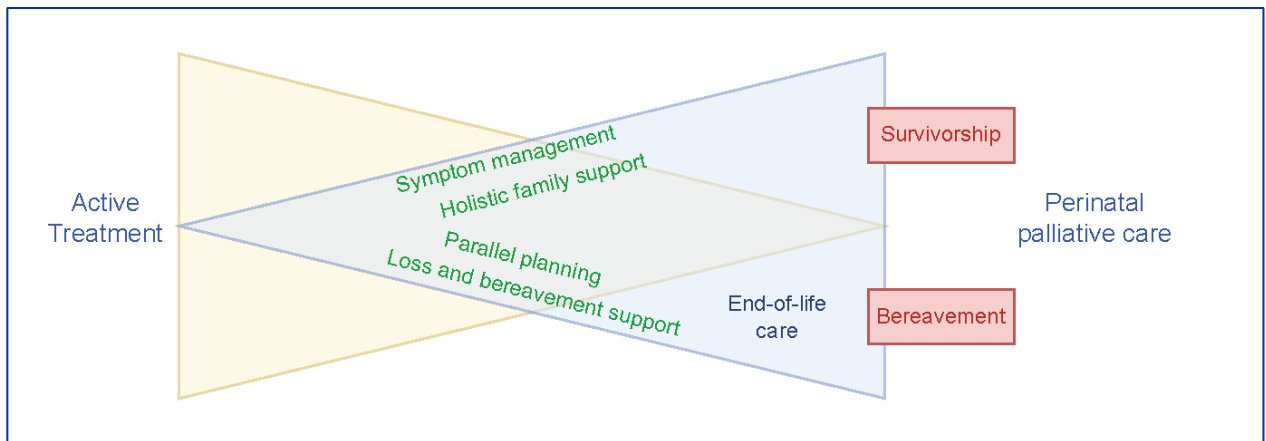 Active
Treatment
Symptom management
Holistic family support
Parallel planning
Loss and bereavement support
End-of-life
care
Survivorship
Bereavement
Perinatal
palliative care